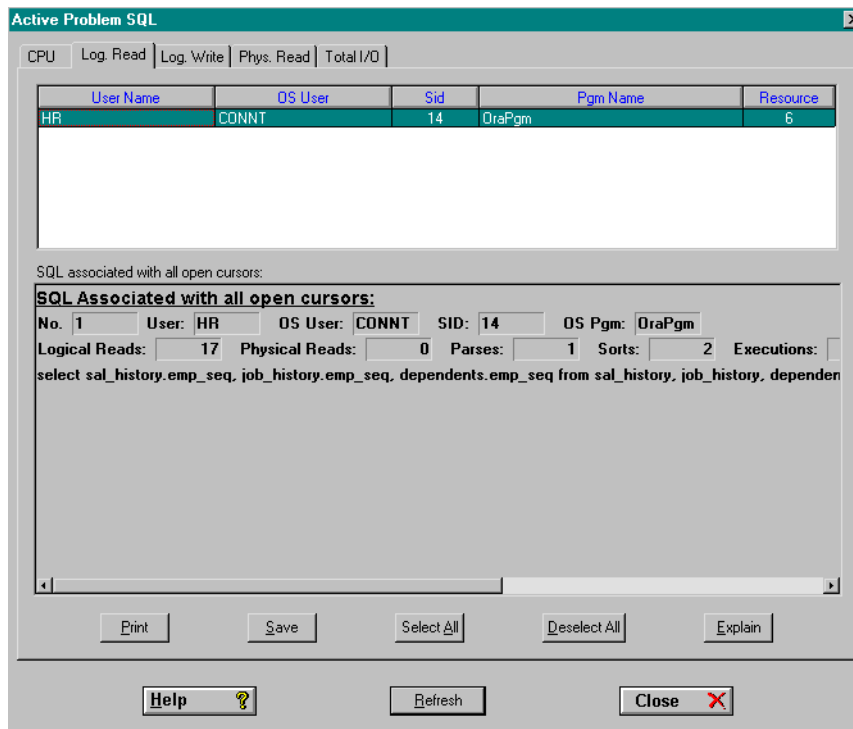 Active Problem SQL
CPU Log. Read Log. Write Phys. Read Total I/O
User Name OS User Sid Pgm Name Resource
HR CONNT 14 OraPgm 6
SQL associated with all open cursors:
SQL Associated with all open cursors:
No. 1 User: HR OS User: CONNT SID: 14 OS Pgm: OraPgm
Logical Reads: 17 Physical Reads: 0 Parses: 1 Sorts: 2 Executions:
select sal_history.emp_seq, job_history.emp_seq, dependents.emp_seq from sal_history, job_history, dependen
Print Save Select All Deselect All Explain
Help Refresh Close